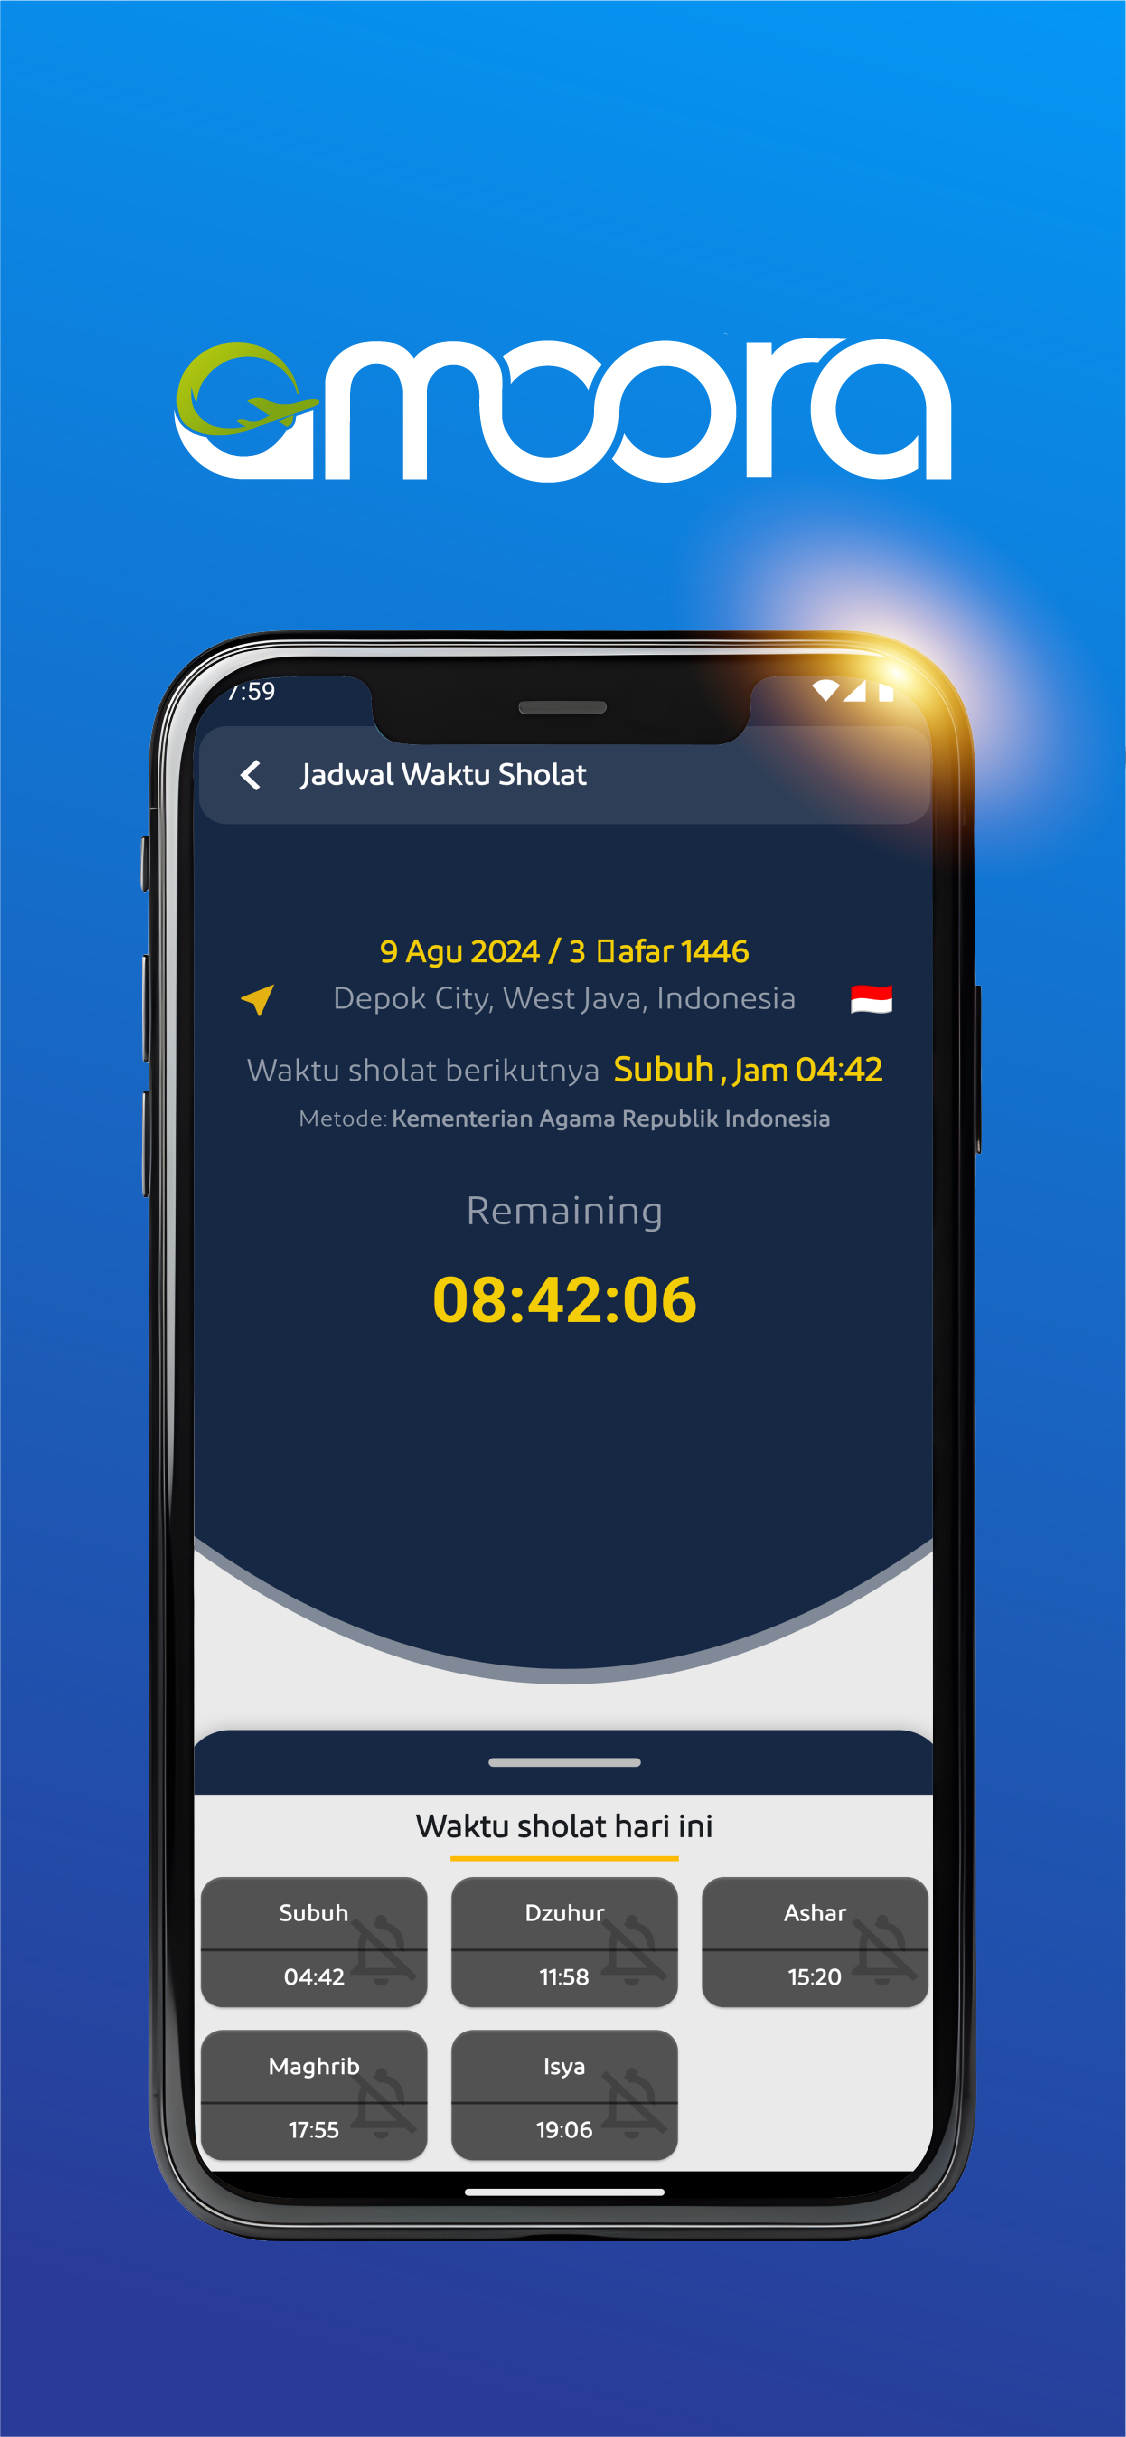 amoora
7:59
Jadwal Waktu Sholat
9 Agu 2024 / 3 □afar 1446
Depok City, West Java, Indonesia
Waktu sholat berikutnya Subuh , Jam 04:42
Metode: Kementerian Agama Republik Indonesia
Remaining
08:42:06
Waktu sholat hari ini
Subuh
Dzuhur
Ashar
04:42
11:58
15:20
Maghrib
Isya
17:55
19:06